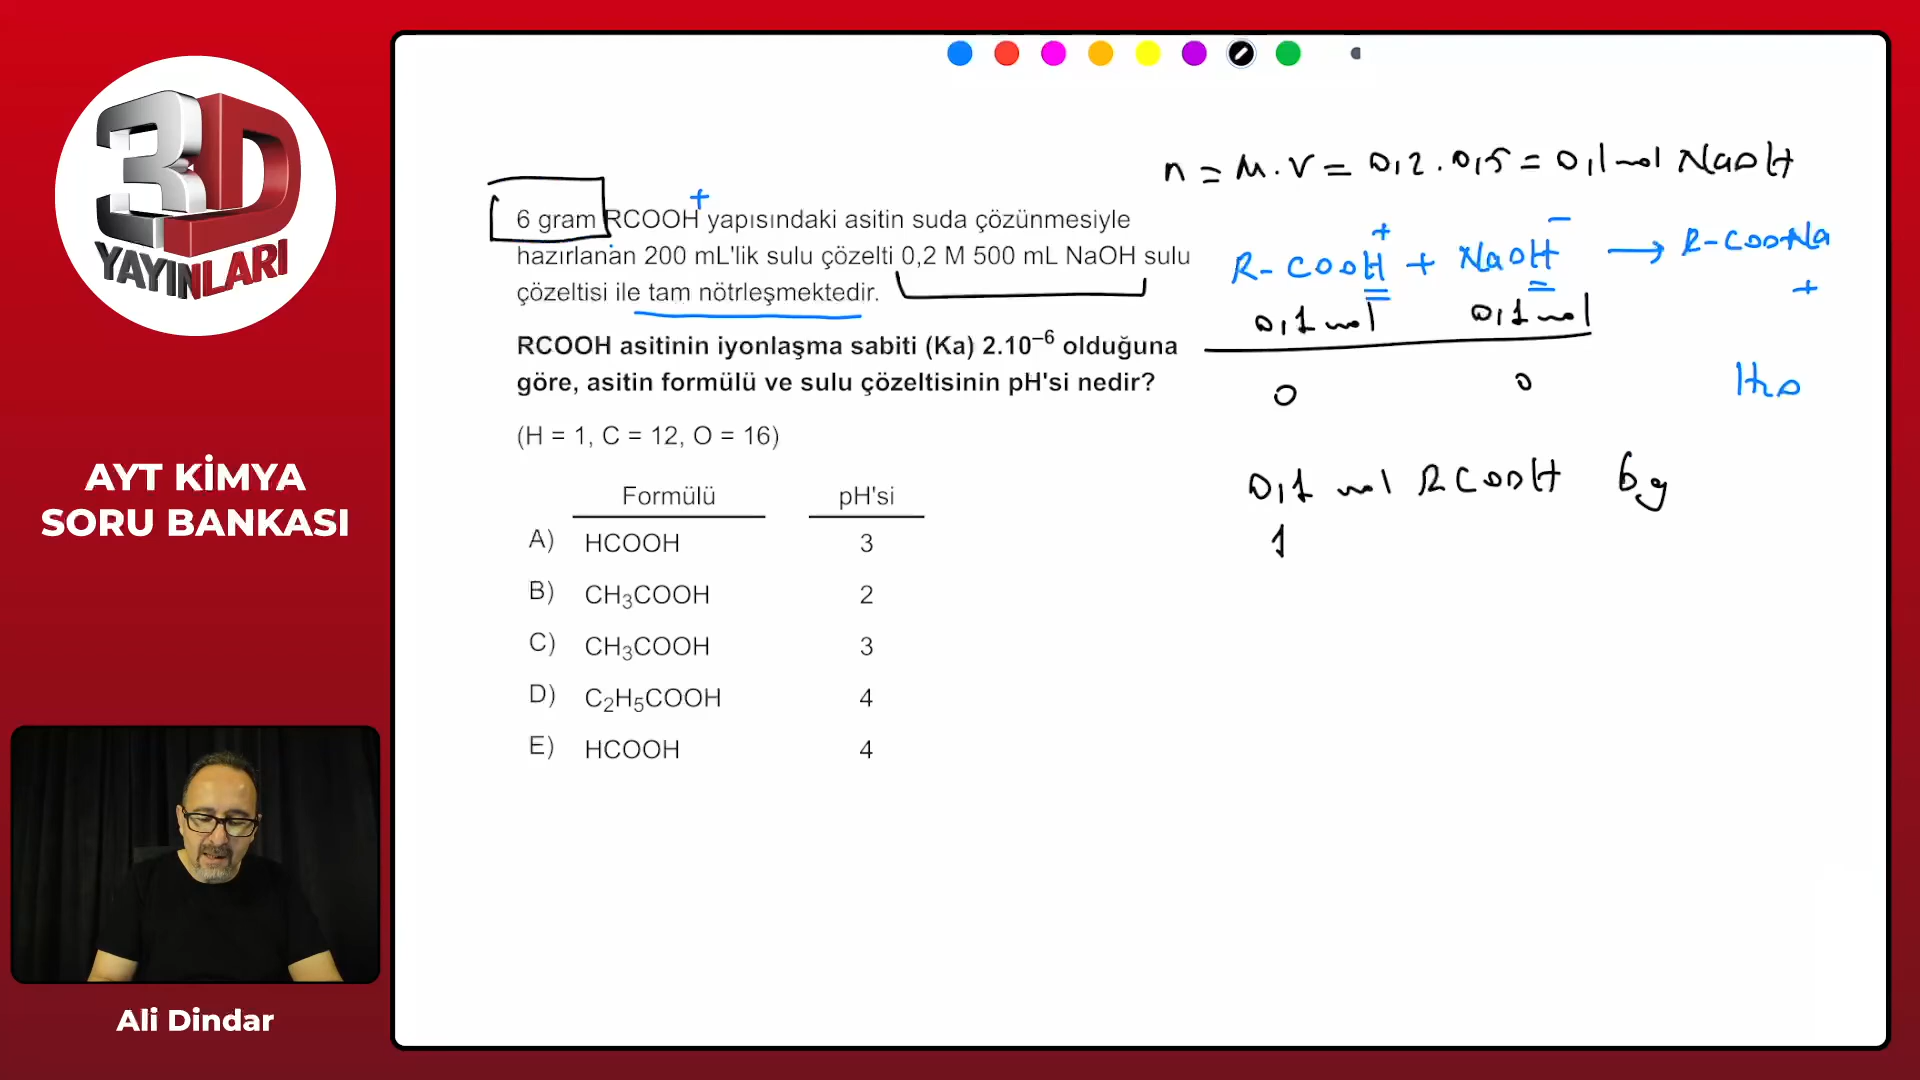 3D
YAYINLARI
AYT KİMYA
SORU BANKASI
Ali Dindar
6 gram RCOOH yapısındaki asitin suda çözünmesiyle
hazırlanan 200 mL'lik sulu çözelti 0,2 M 500 mL NaOH sulu
çözeltisi ile tam nötrleşmektedir.
RCOOH asitinin iyonlaşma sabiti (Ka) 2.10⁻⁶ olduğuna
göre, asitin formülü ve sulu çözeltisinin pH'si nedir?
(H = 1, C = 12, O = 16)
Formülü pH'si
A) HCOOH 3
B) CH₃COOH 2
C) CH₃COOH 3
D) C₂H₅COOH 4
E) HCOOH 4
+
n = M.V = 0,2 . 0,5 = 0,1 mol NaOH
+ −
R-COOH + NaOH → R-COONa
+
0,1 mol 0,1 mol
0 0
H₂O
0,1 mol RCOOH 6g
1